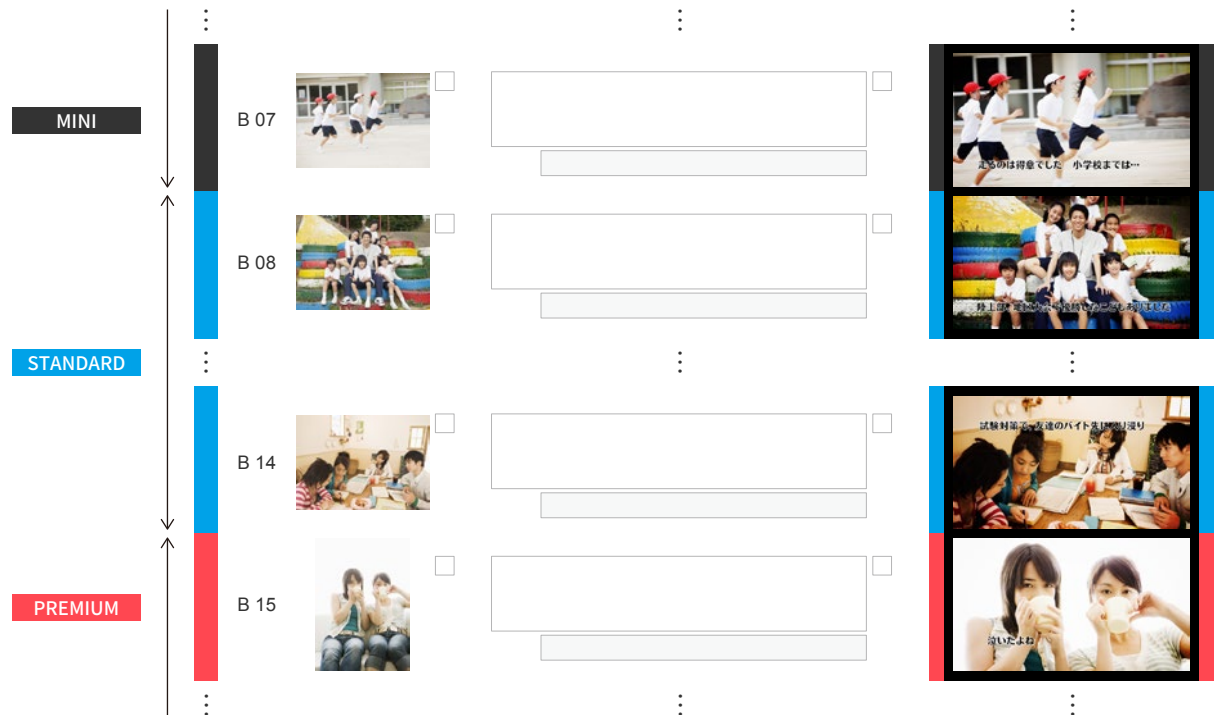 MINI
B 07
走るのは得意でした 小学校までは…
B 08
STANDARD
B 14
試験対策で、友達のバイト先に入り浸り
B 15
PREMIUM
泣いたよね